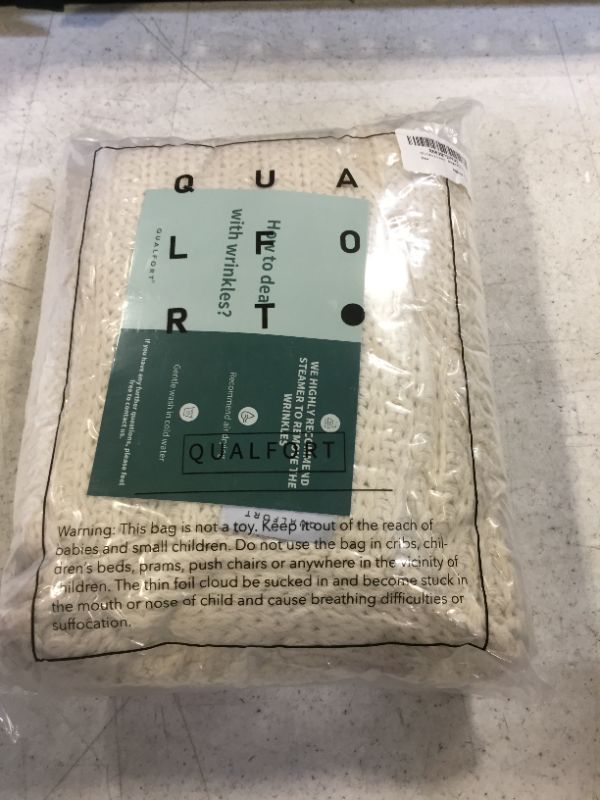 Q U A
L F O
R T
How to deal
with wrinkles?
QUALFORT
WE HIGHLY RECOMMEND
STEAMER TO REMOVE THE
WRINKLES
Recommend air drying
Gentle wash in cold water
If you have any further questions, please feel
free to contact us.
QUALFORT
Warning: This bag is not a toy. Keep it out of the reach of
babies and small children. Do not use the bag in cribs, chil-
dren's beds, prams, push chairs or anywhere in the vicinity of
children. The thin foil cloud be sucked in and become stuck in
the mouth or nose of child and cause breathing difficulties or
suffocation.